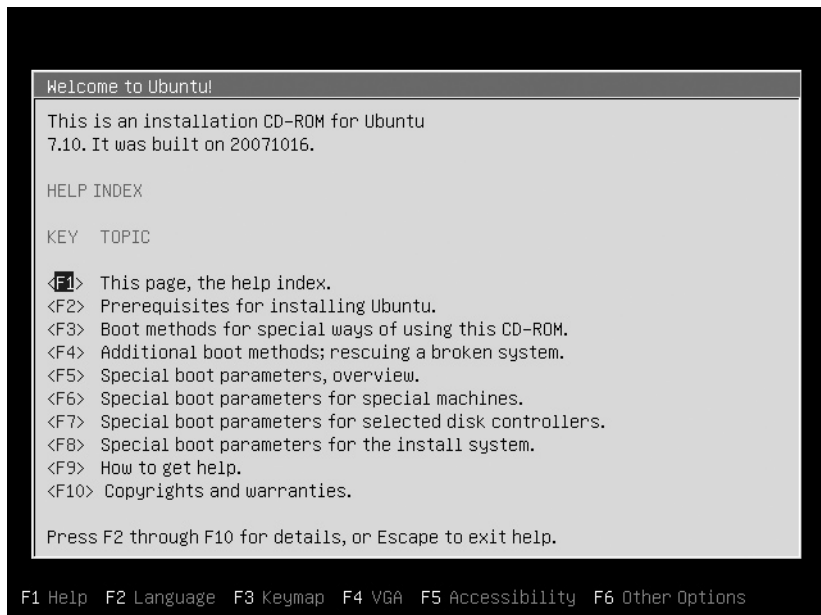 Welcome to Ubuntu!
This is an installation CD-ROM for Ubuntu
7.10. It was built on 20071016.
HELP INDEX
KEY TOPIC
<F1> This page, the help index.
<F2> Prerequisites for installing Ubuntu.
<F3> Boot methods for special ways of using this CD-ROM.
<F4> Additional boot methods; rescuing a broken system.
<F5> Special boot parameters, overview.
<F6> Special boot parameters for special machines.
<F7> Special boot parameters for selected disk controllers.
<F8> Special boot parameters for the install system.
<F9> How to get help.
<F10> Copyrights and warranties.
Press F2 through F10 for details, or Escape to exit help.
F1 Help F2 Language F3 Keymap F4 VGA F5 Accessibility F6 Other Options